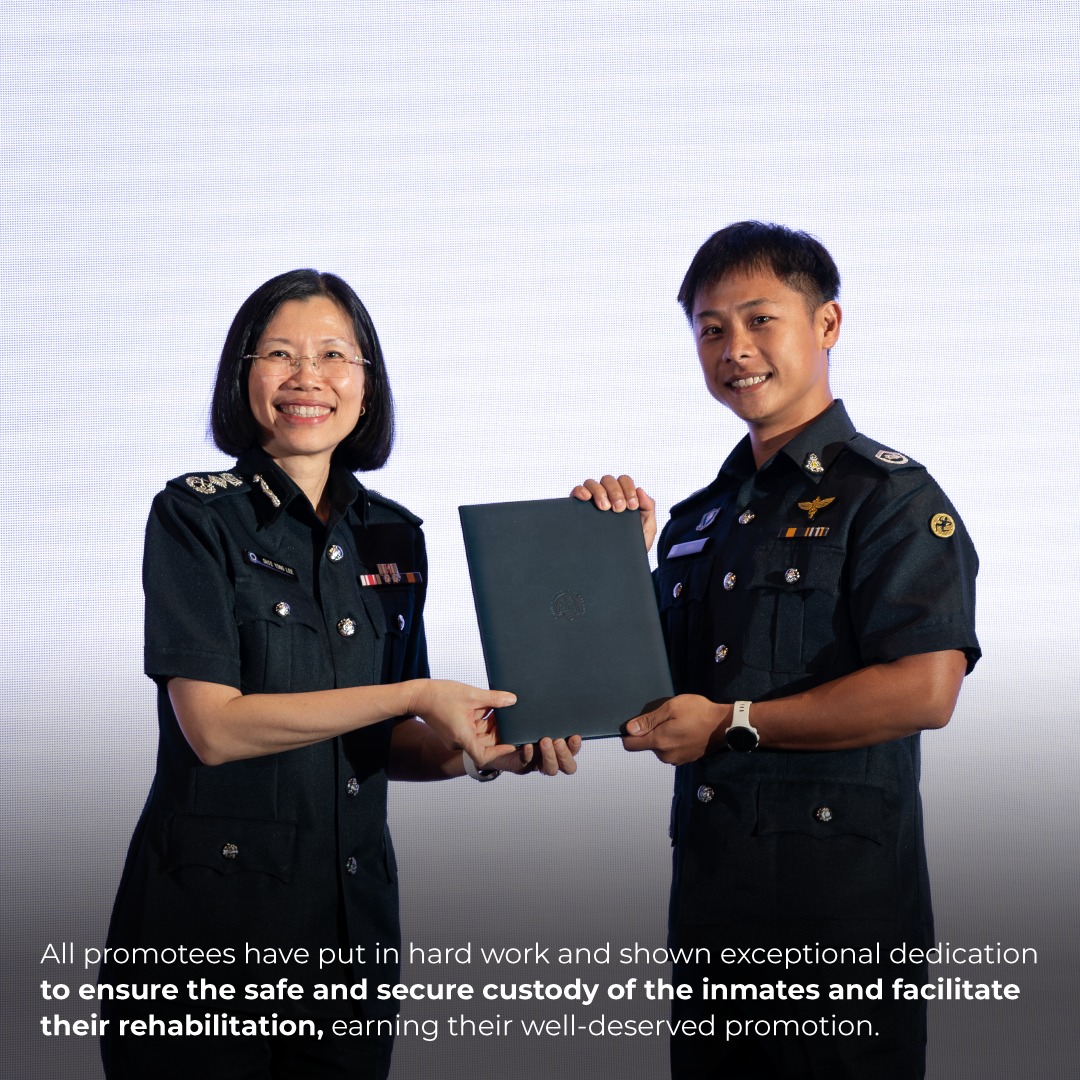 All promotees have put in hard work and shown exceptional dedication
to ensure the safe and secure custody of the inmates and facilitate
their rehabilitation, earning their well-deserved promotion.